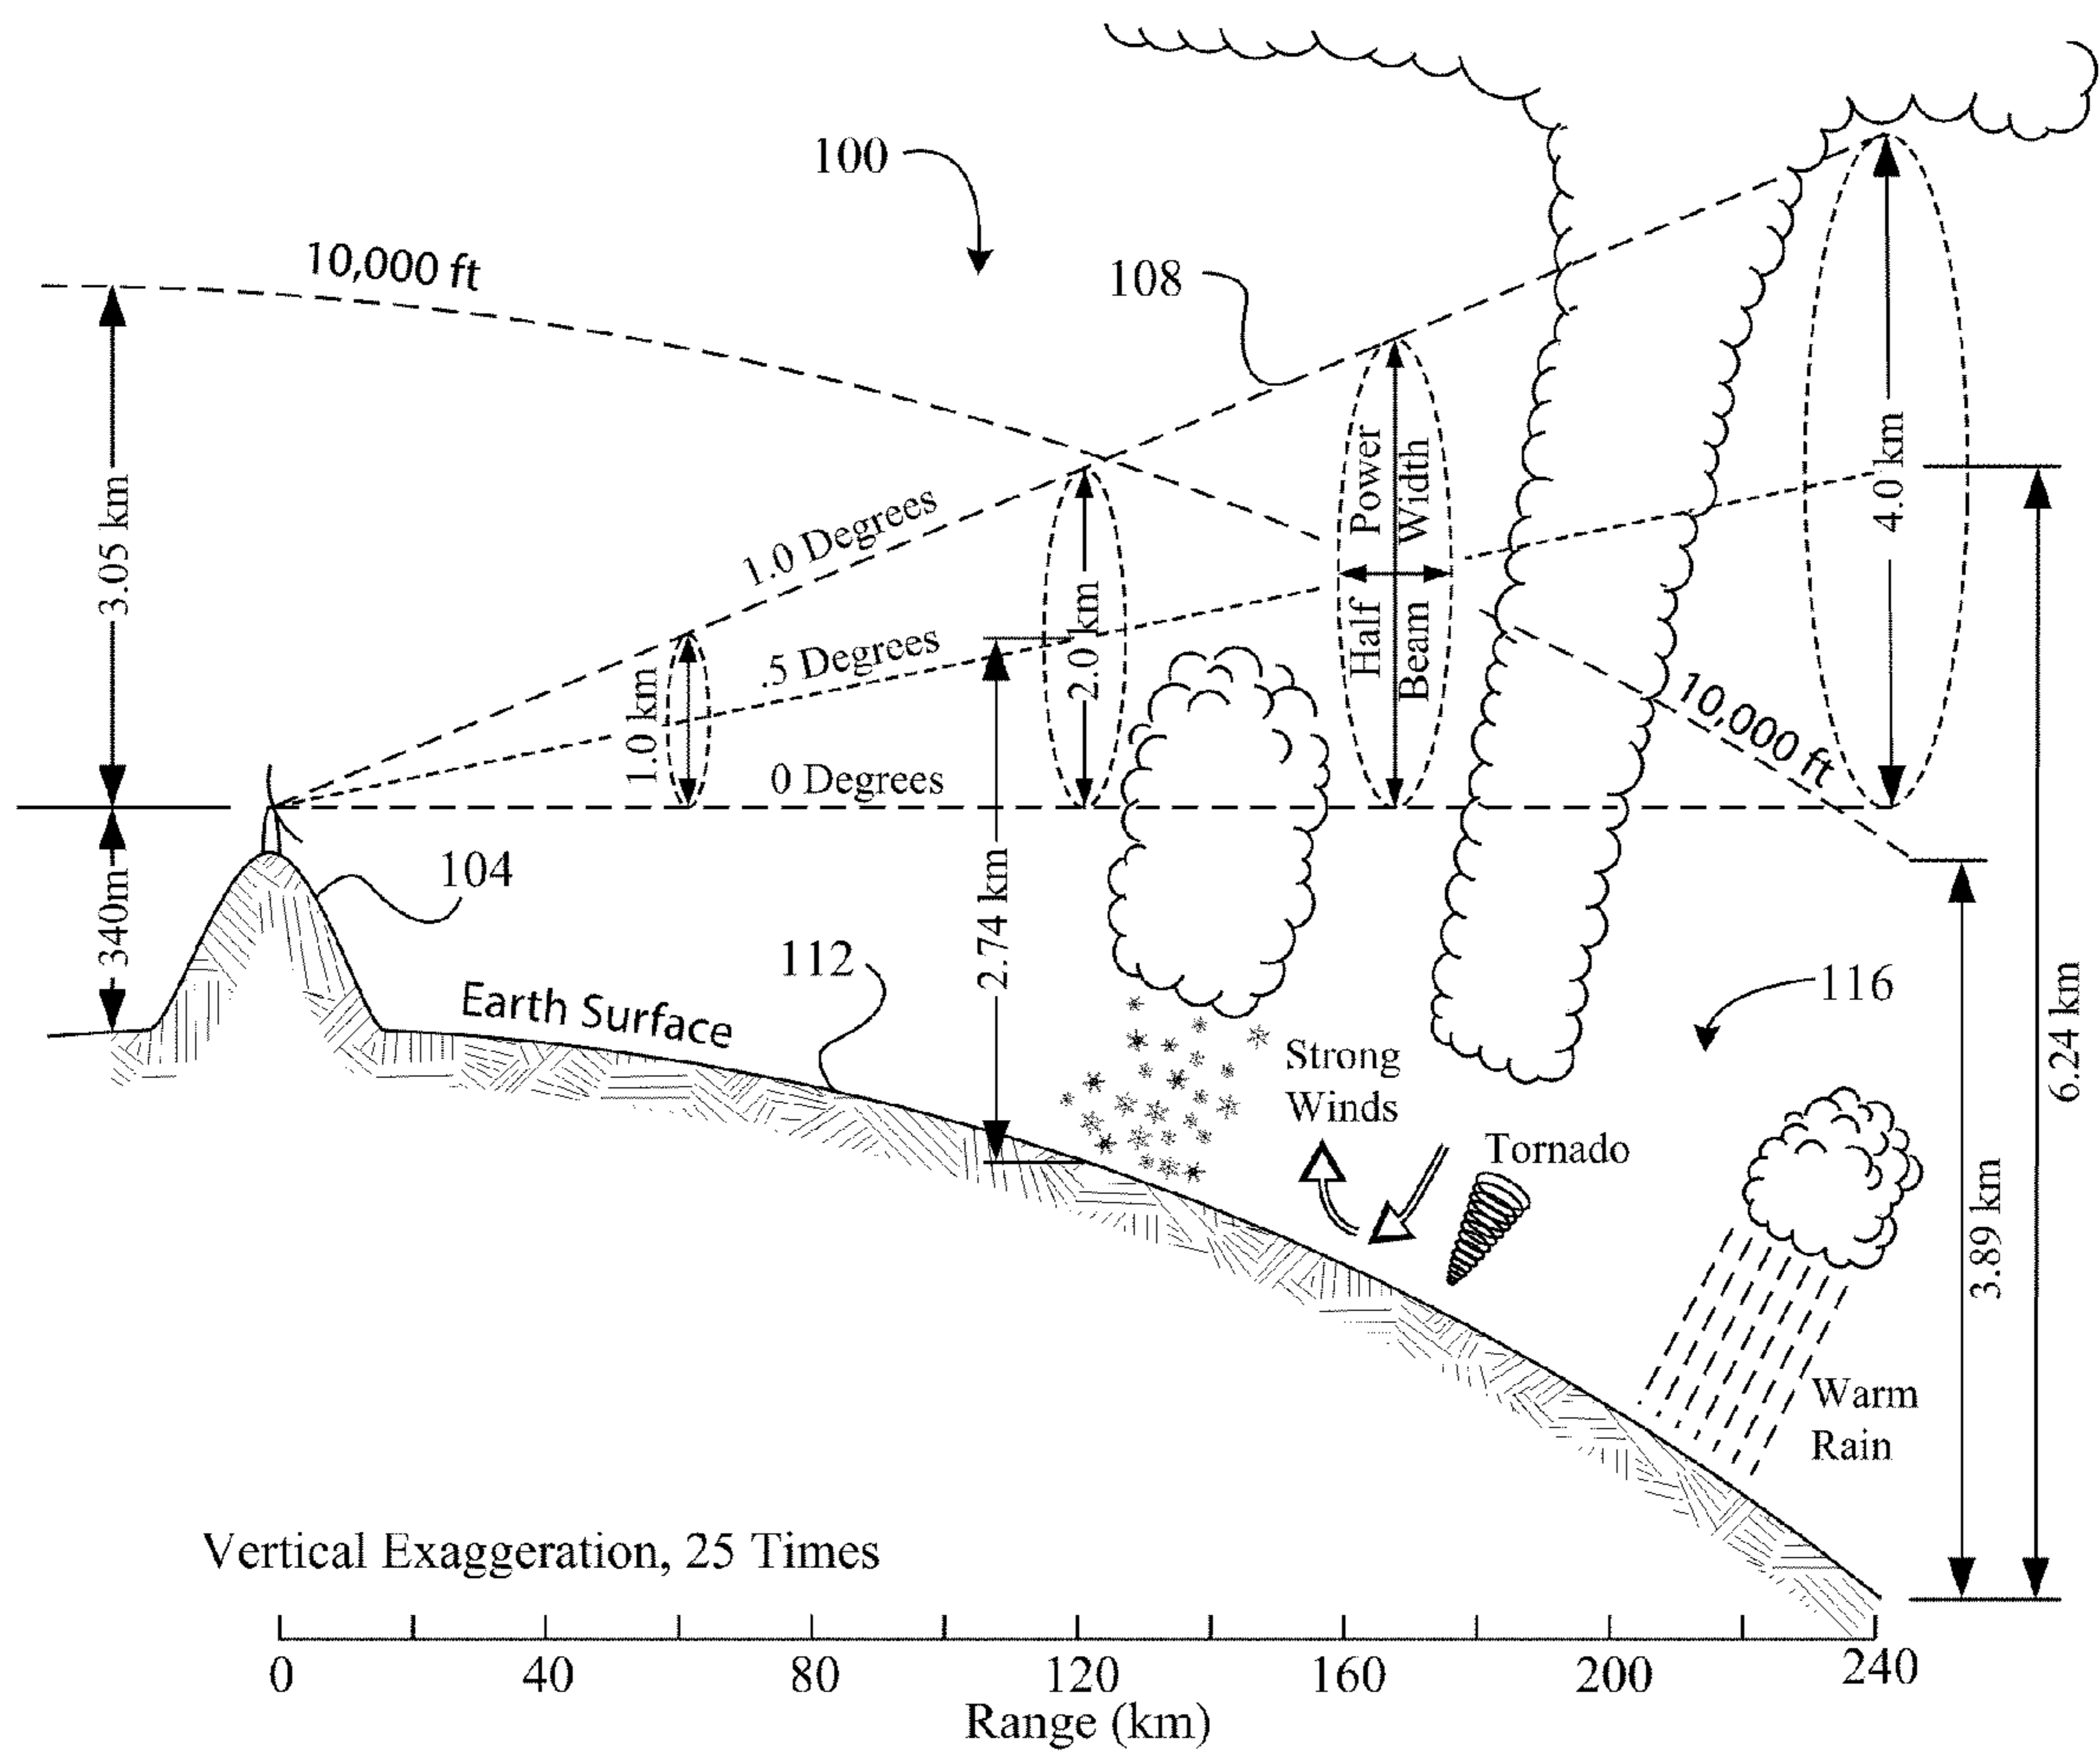 100
10,000 ft
108
3.05 km
1.0 Degrees
Half Power
Beam Width
4.0 km
1.0 km
.5 Degrees
2.0 km
10,000 ft
0 Degrees
104
340m
2.74 km
112
Earth Surface
116
6.24 km
Strong
Winds
Tornado
3.89 km
Warm
Rain
Vertical Exaggeration, 25 Times
0 40 80 120 160 200 240
Range (km)